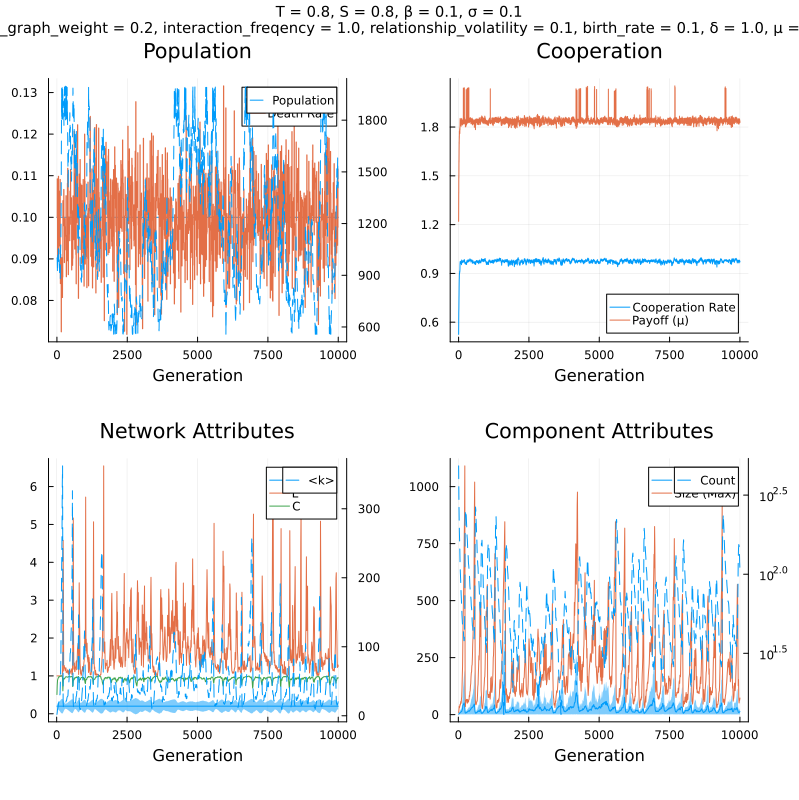 T = 0.8, S = 0.8, β = 0.1, σ = 0.1
_graph_weight = 0.2, interaction_freqency = 1.0, relationship_volatility = 0.1, birth_rate = 0.1, δ = 1.0, μ =
Population
Cooperation
0.13
0.12
0.11
0.10
0.09
0.08
Population
Death Rate
1800
1500
1200
900
600
0
2500
5000
7500
10000
Generation
1.8
1.5
1.2
0.9
0.6
Cooperation Rate
Payoff (μ)
0
2500
5000
7500
10000
Generation
Network Attributes
Component Attributes
6
5
4
3
2
1
0
<k>
L
C
300
200
100
0
0
2500
5000
7500
10000
Generation
1000
750
500
250
0
Count
Size (Max)
10^2.5
10^2.0
10^1.5
0
2500
5000
7500
10000
Generation